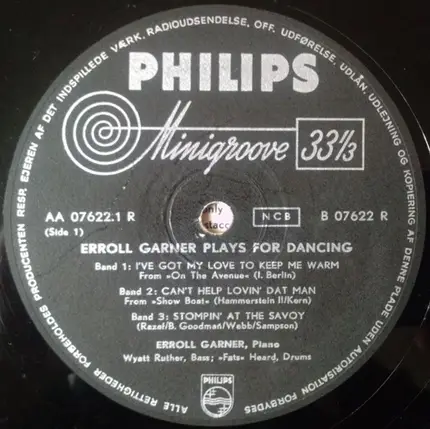 ALLE RETTIGHEDER FORBEHOLDES PRODUCENTEN RESP. EJEREN AF DET INDSPILLEDE VÆRK. RADIOUDSENDELSE, OFF. UDFØRELSE, UDLÅN, UDLEJNING OG KOPIERING AF DENNE PLADE UDEN AUTORISATION FORBYDES
PHILIPS
Minigroove 33⅓
AA 07622.1 R NCB B 07622 R
(Side 1)
ERROLL GARNER PLAYS FOR DANCING
Band 1: I'VE GOT MY LOVE TO KEEP ME WARM
From »On The Avenue« (I. Berlin)
Band 2: CAN'T HELP LOVIN' DAT MAN
From »Show Boat« (Hammerstein II/Kern)
Band 3: STOMPIN' AT THE SAVOY
(Razaf/B. Goodman/Webb/Sampson)
ERROLL GARNER, Piano
Wyatt Ruther, Bass; »Fats« Heard, Drums
PHILIPS